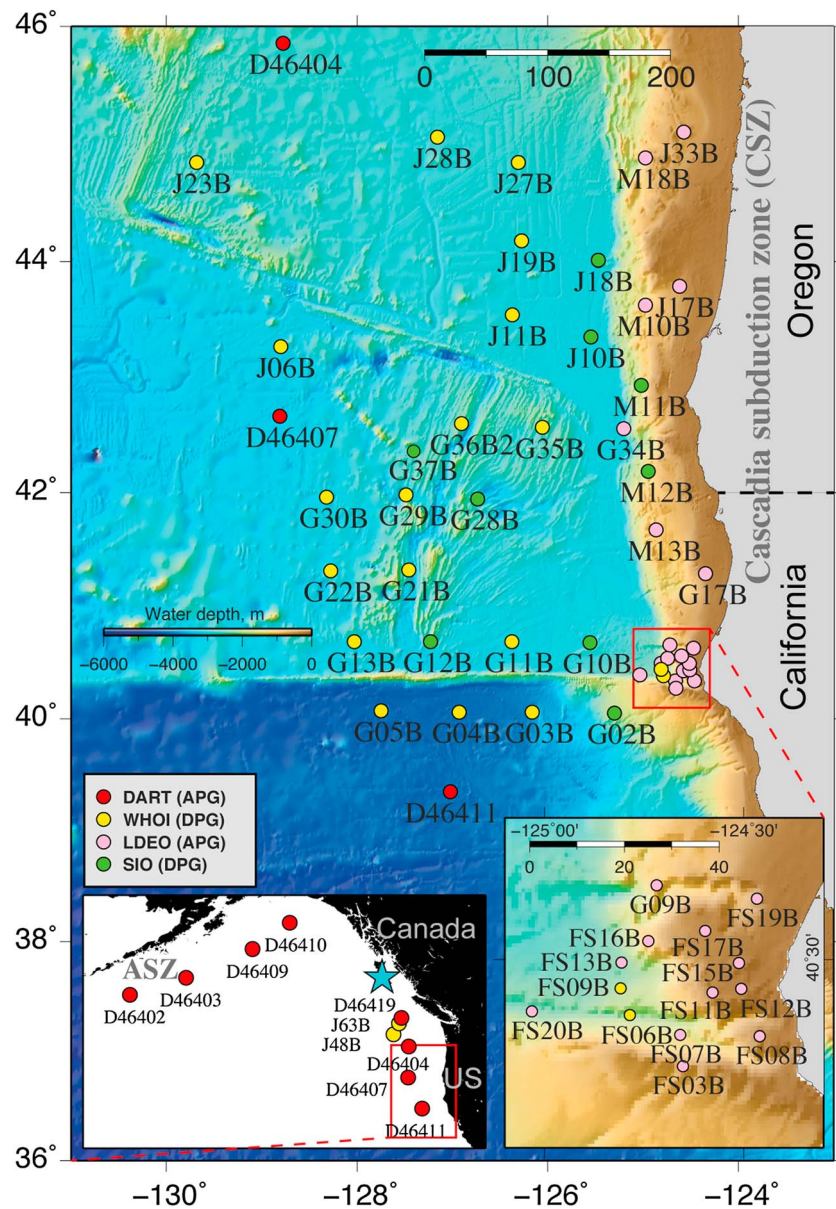 46°
D46404
0 100 200
J28B
J33B
J23B
J27B
M18B
Cascadia subduction zone (CSZ)
Oregon
44°
J19B
J18B
J17B
M10B
J11B
J10B
J06B
M11B
D46407
G36B2
G35B
G34B
G37B
M12B
42°
G30B
G29B
G28B
M13B
G22B
G21B
G17B
California
Water depth, m
−6000 −4000 −2000 0
G13B
G12B
G11B
G10B
40°
G05B
G04B
G03B
G02B
D46411
DART (APG)
WHOI (DPG)
LDEO (APG)
SIO (DPG)
−125°00'
−124°30'
0 20 40
G09B
FS19B
FS16B
FS17B
FS13B
FS15B
40°30'
FS09B
FS11B
FS12B
FS20B
FS06B
FS07B
FS08B
FS03B
38°
Canada
D46410
ASZ
D46409
D46403
D46402
D46419
J63B
J48B
D46404
D46407
US
D46411
36°
−130°
−128°
−126°
−124°